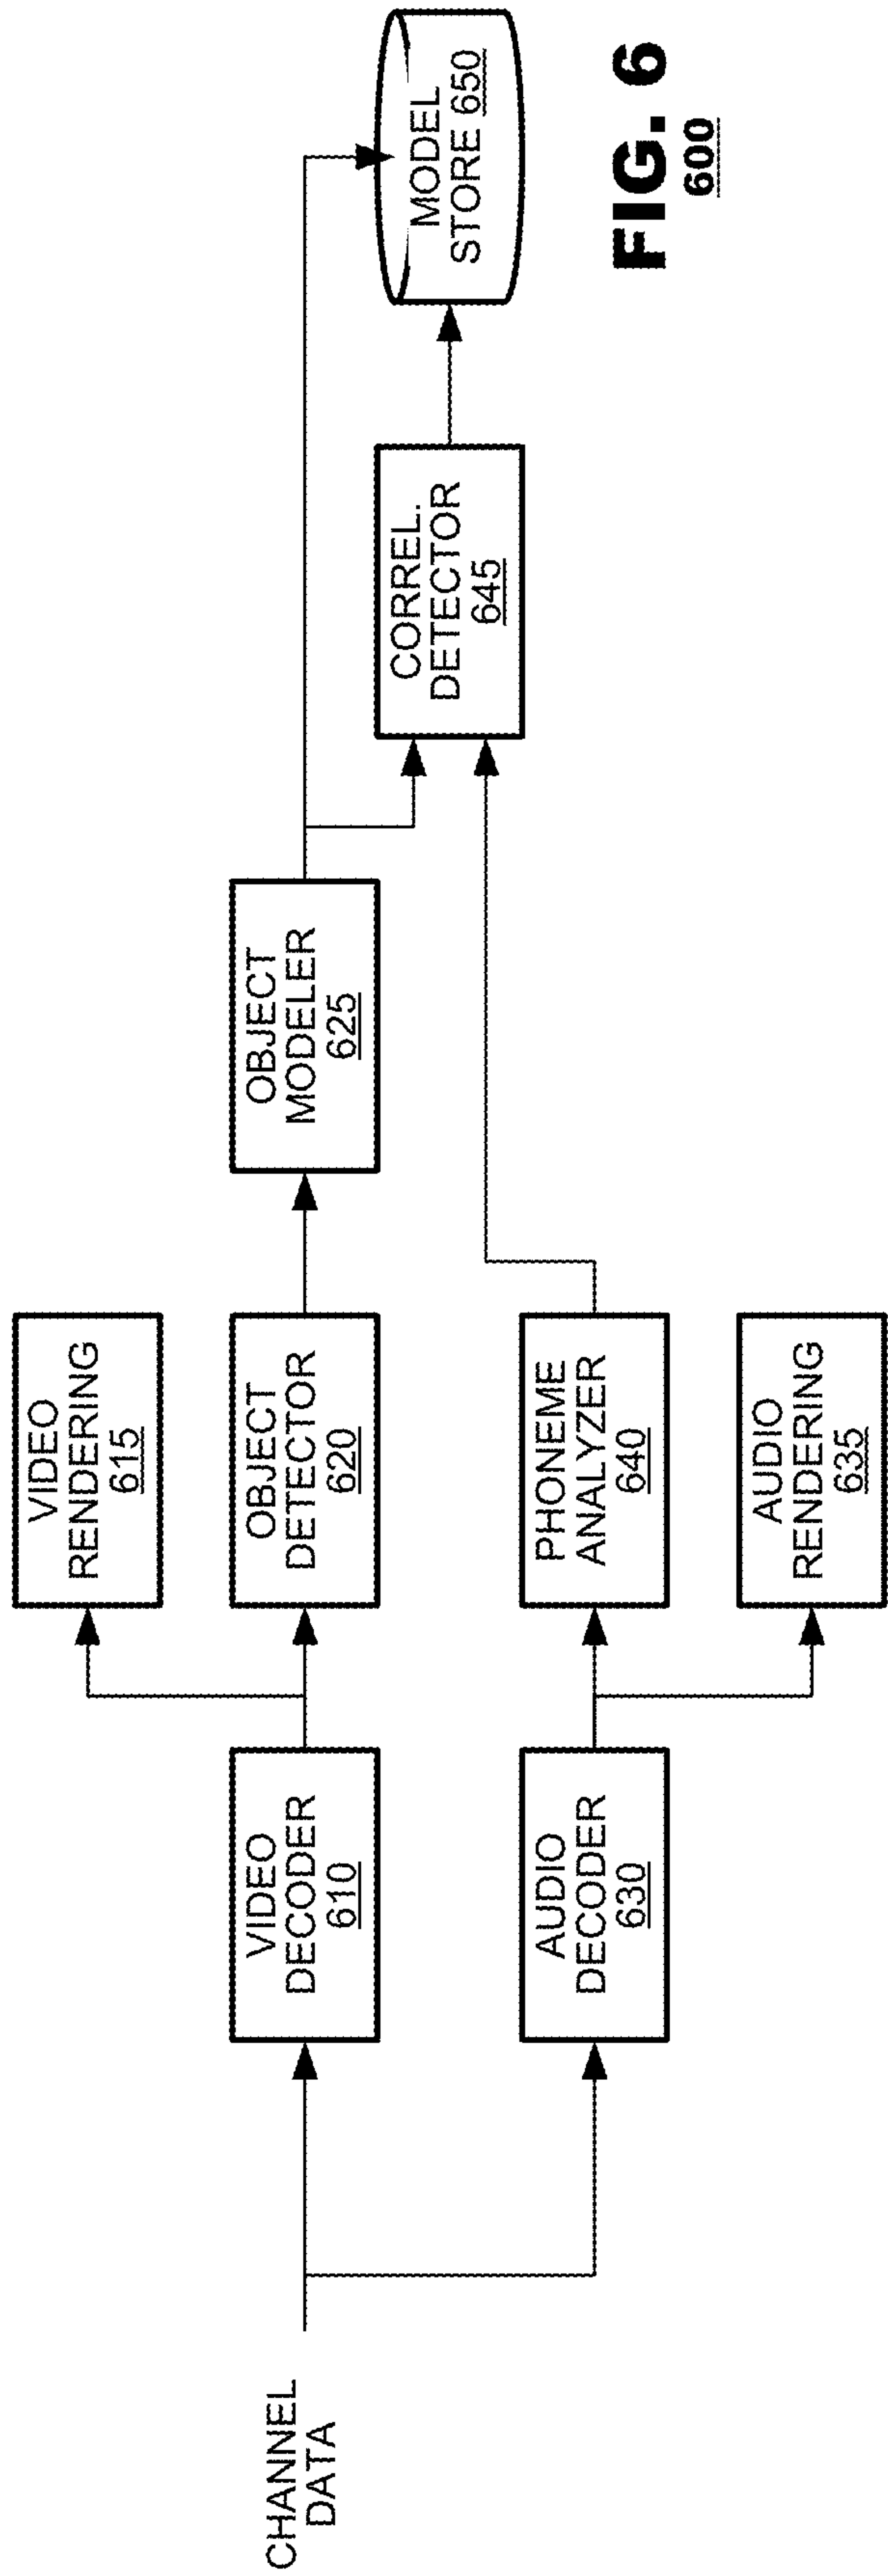 CHANNEL
DATA
VIDEO
DECODER
610
VIDEO
RENDERING
615
OBJECT
DETECTOR
620
OBJECT
MODELER
625
AUDIO
DECODER
630
PHONEME
ANALYZER
640
AUDIO
RENDERING
635
CORREL.
DETECTOR
645
MODEL
STORE 650
FIG. 6
600